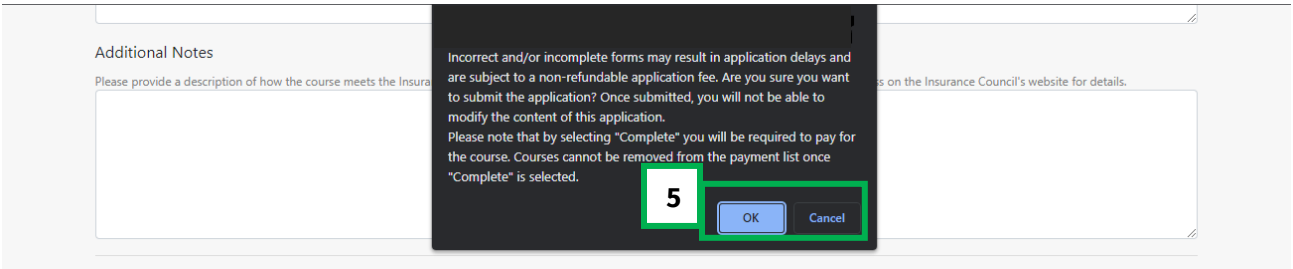 Additional Notes
Please provide a description of how the course meets the Insura
s on the Insurance Council's website for details.
Incorrect and/or incomplete forms may result in application delays and
are subject to a non-refundable application fee. Are you sure you want
to submit the application? Once submitted, you will not be able to
modify the content of this application.
Please note that by selecting "Complete" you will be required to pay for
the course. Courses cannot be removed from the payment list once
"Complete" is selected.
5
OK
Cancel